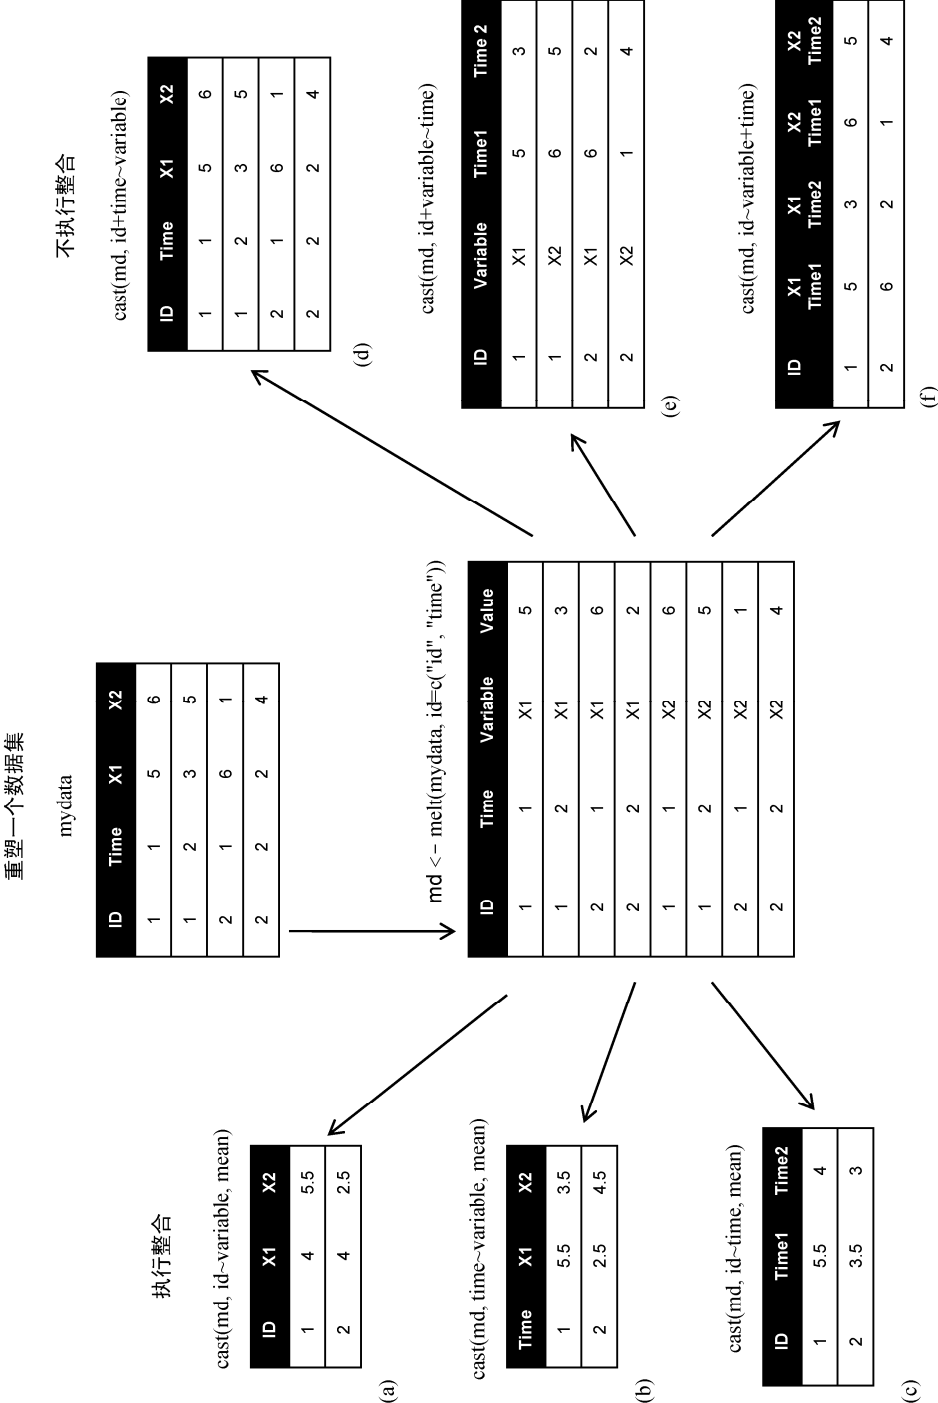 重塑一个数据集
mydata
ID Time X1 X2
1 1 5 6
1 2 3 5
2 1 6 1
2 2 2 4
md <- melt(mydata, id=c("id", "time"))
ID Time Variable Value
1 1 X1 5
1 2 X1 3
2 1 X1 6
2 2 X1 2
1 1 X2 6
1 2 X2 5
2 1 X2 1
2 2 X2 4
执行整合
cast(md, id~variable, mean)
ID X1 X2
1 4 5.5
2 4 2.5
(a)
cast(md, time~variable, mean)
Time X1 X2
1 5.5 3.5
2 2.5 4.5
(b)
cast(md, id~time, mean)
ID Time1 Time2
1 5.5 4
2 3.5 3
(c)
不执行整合
cast(md, id+time~variable)
ID Time X1 X2
1 1 5 6
1 2 3 5
2 1 6 1
2 2 2 4
(d)
cast(md, id+variable~time)
ID Variable Time1 Time 2
1 X1 5 3
1 X2 6 5
2 X1 6 2
2 X2 1 4
(e)
cast(md, id~variable+time)
ID X1 Time1 X1 Time2 X2 Time1 X2 Time2
1 5 3 6 5
2 6 2 1 4
(f)